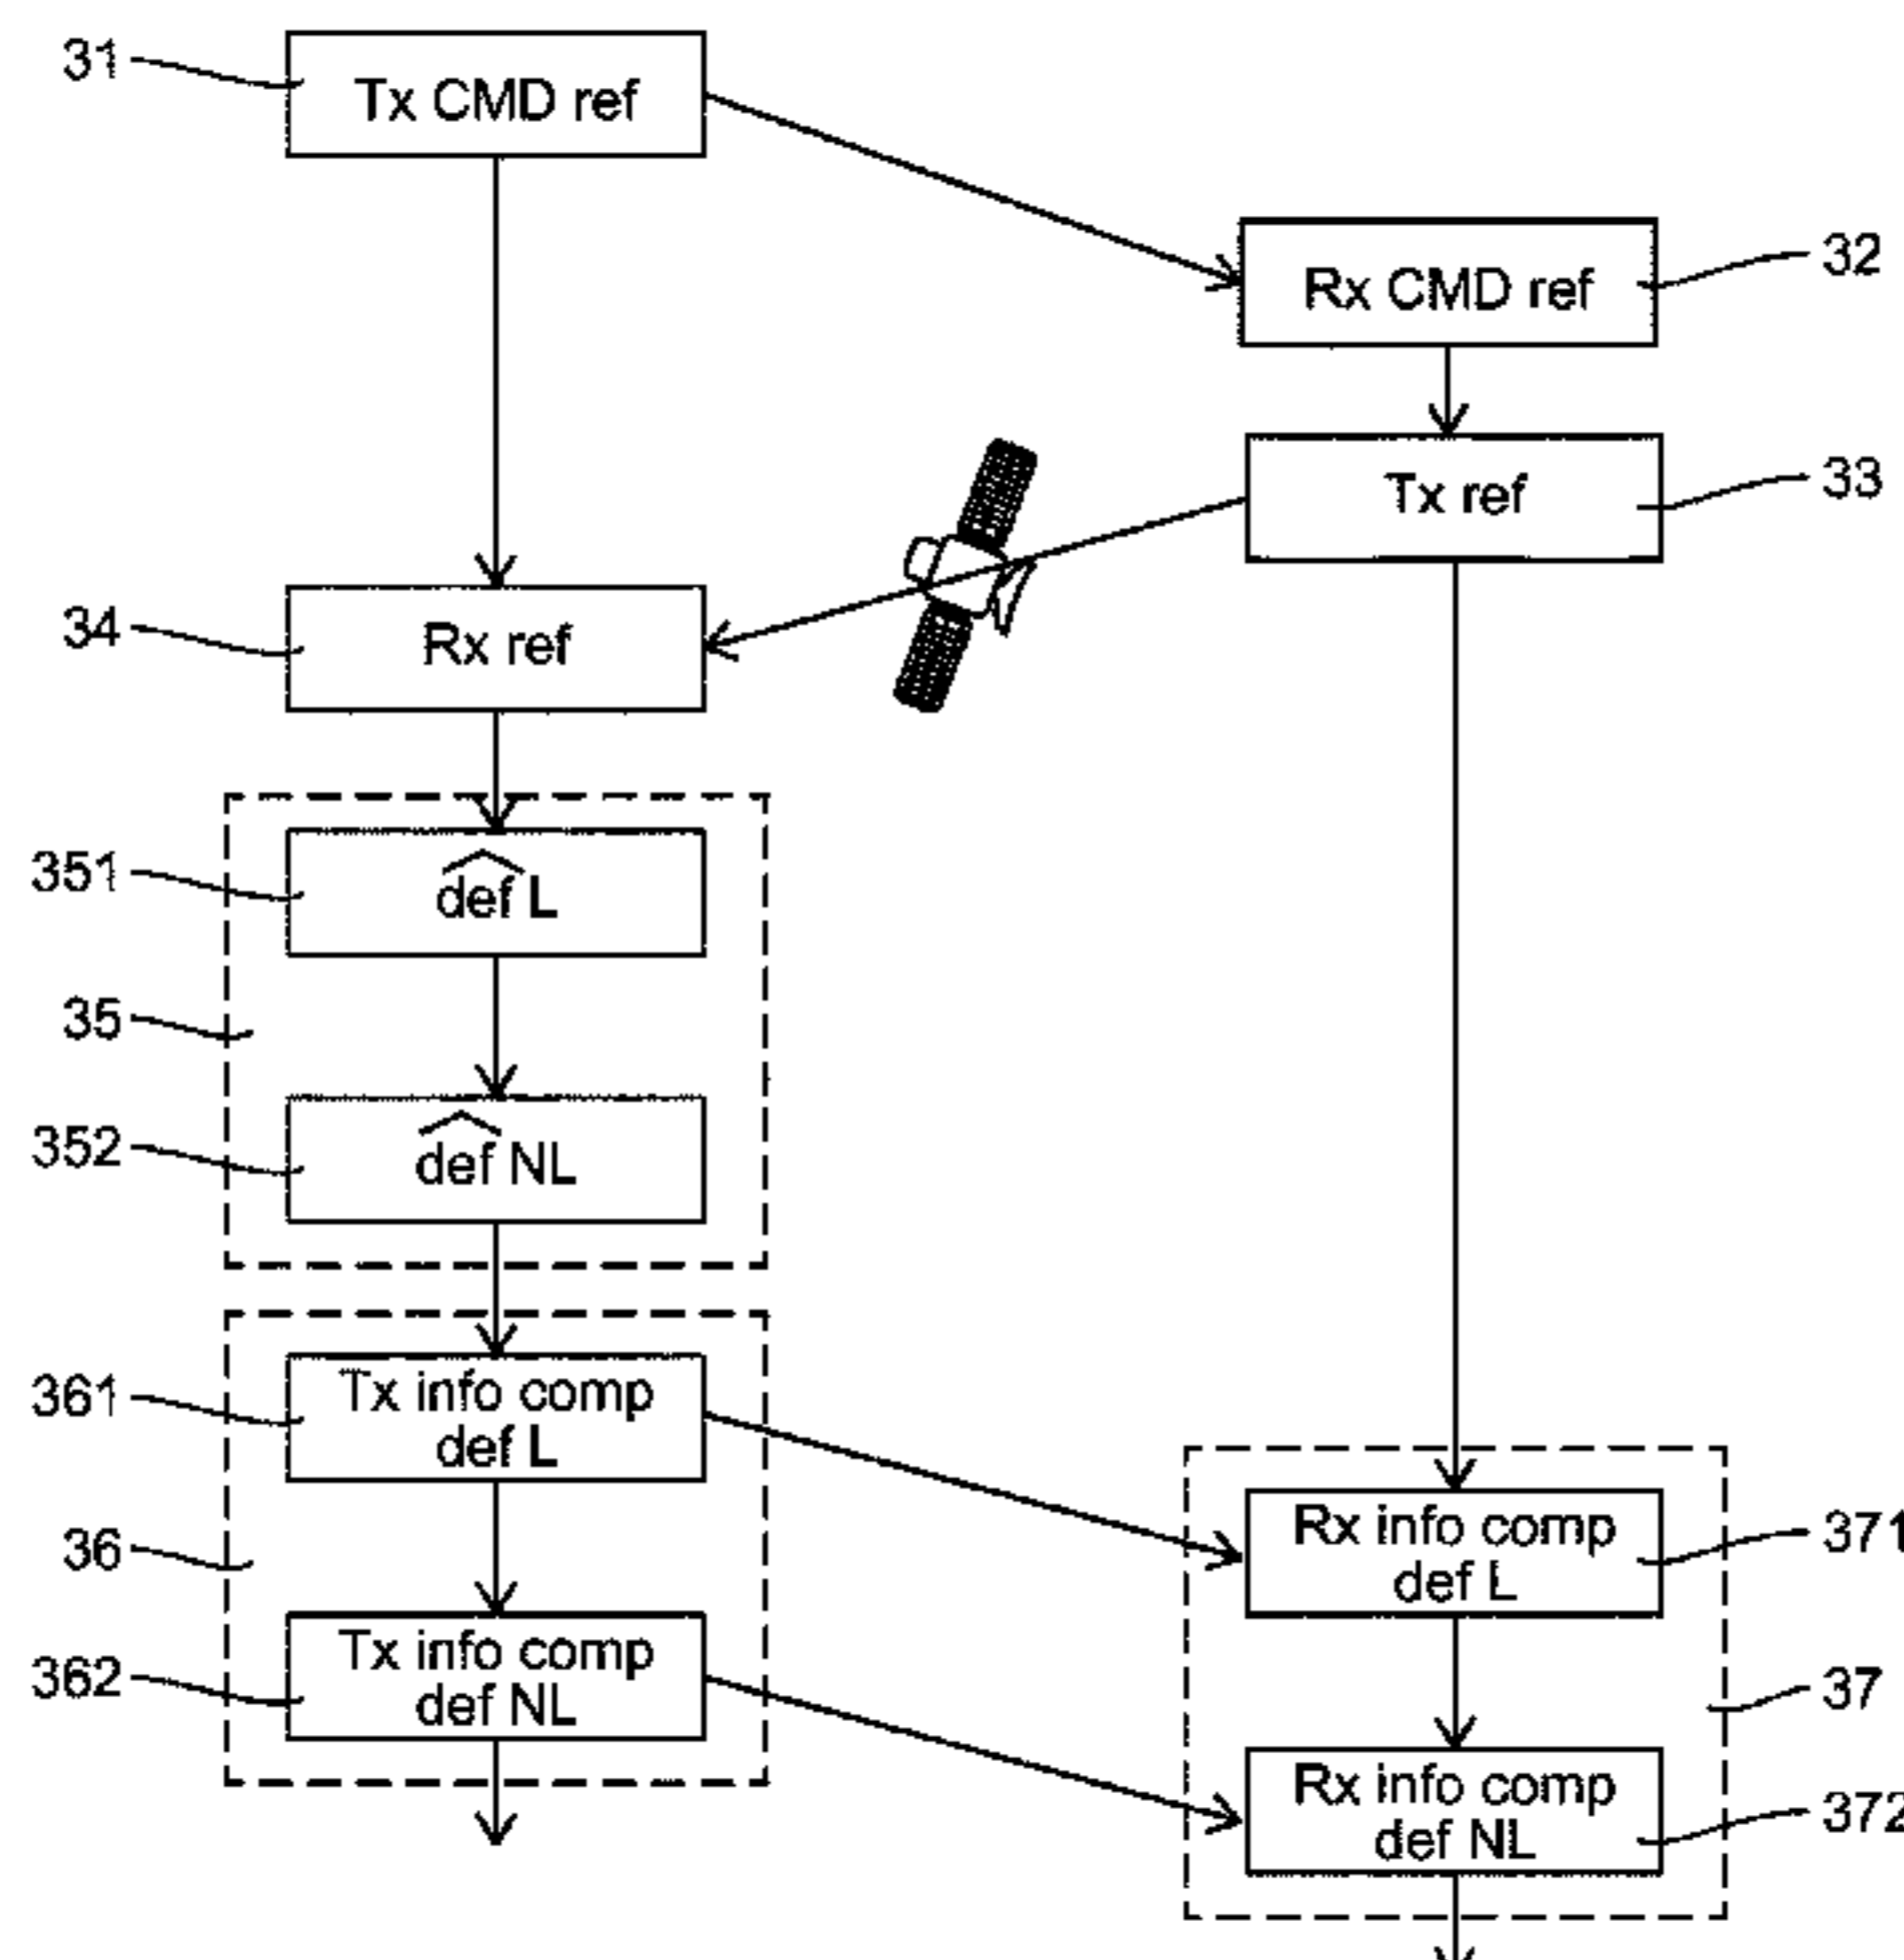 31
Tx CMD ref
Rx CMD ref
32
Tx ref
33
34
Rx ref
351
def L
35
352
def NL
361
Tx info comp
def L
Rx info comp
def L
371
36
362
Tx info comp
def NL
37
Rx info comp
def NL
372